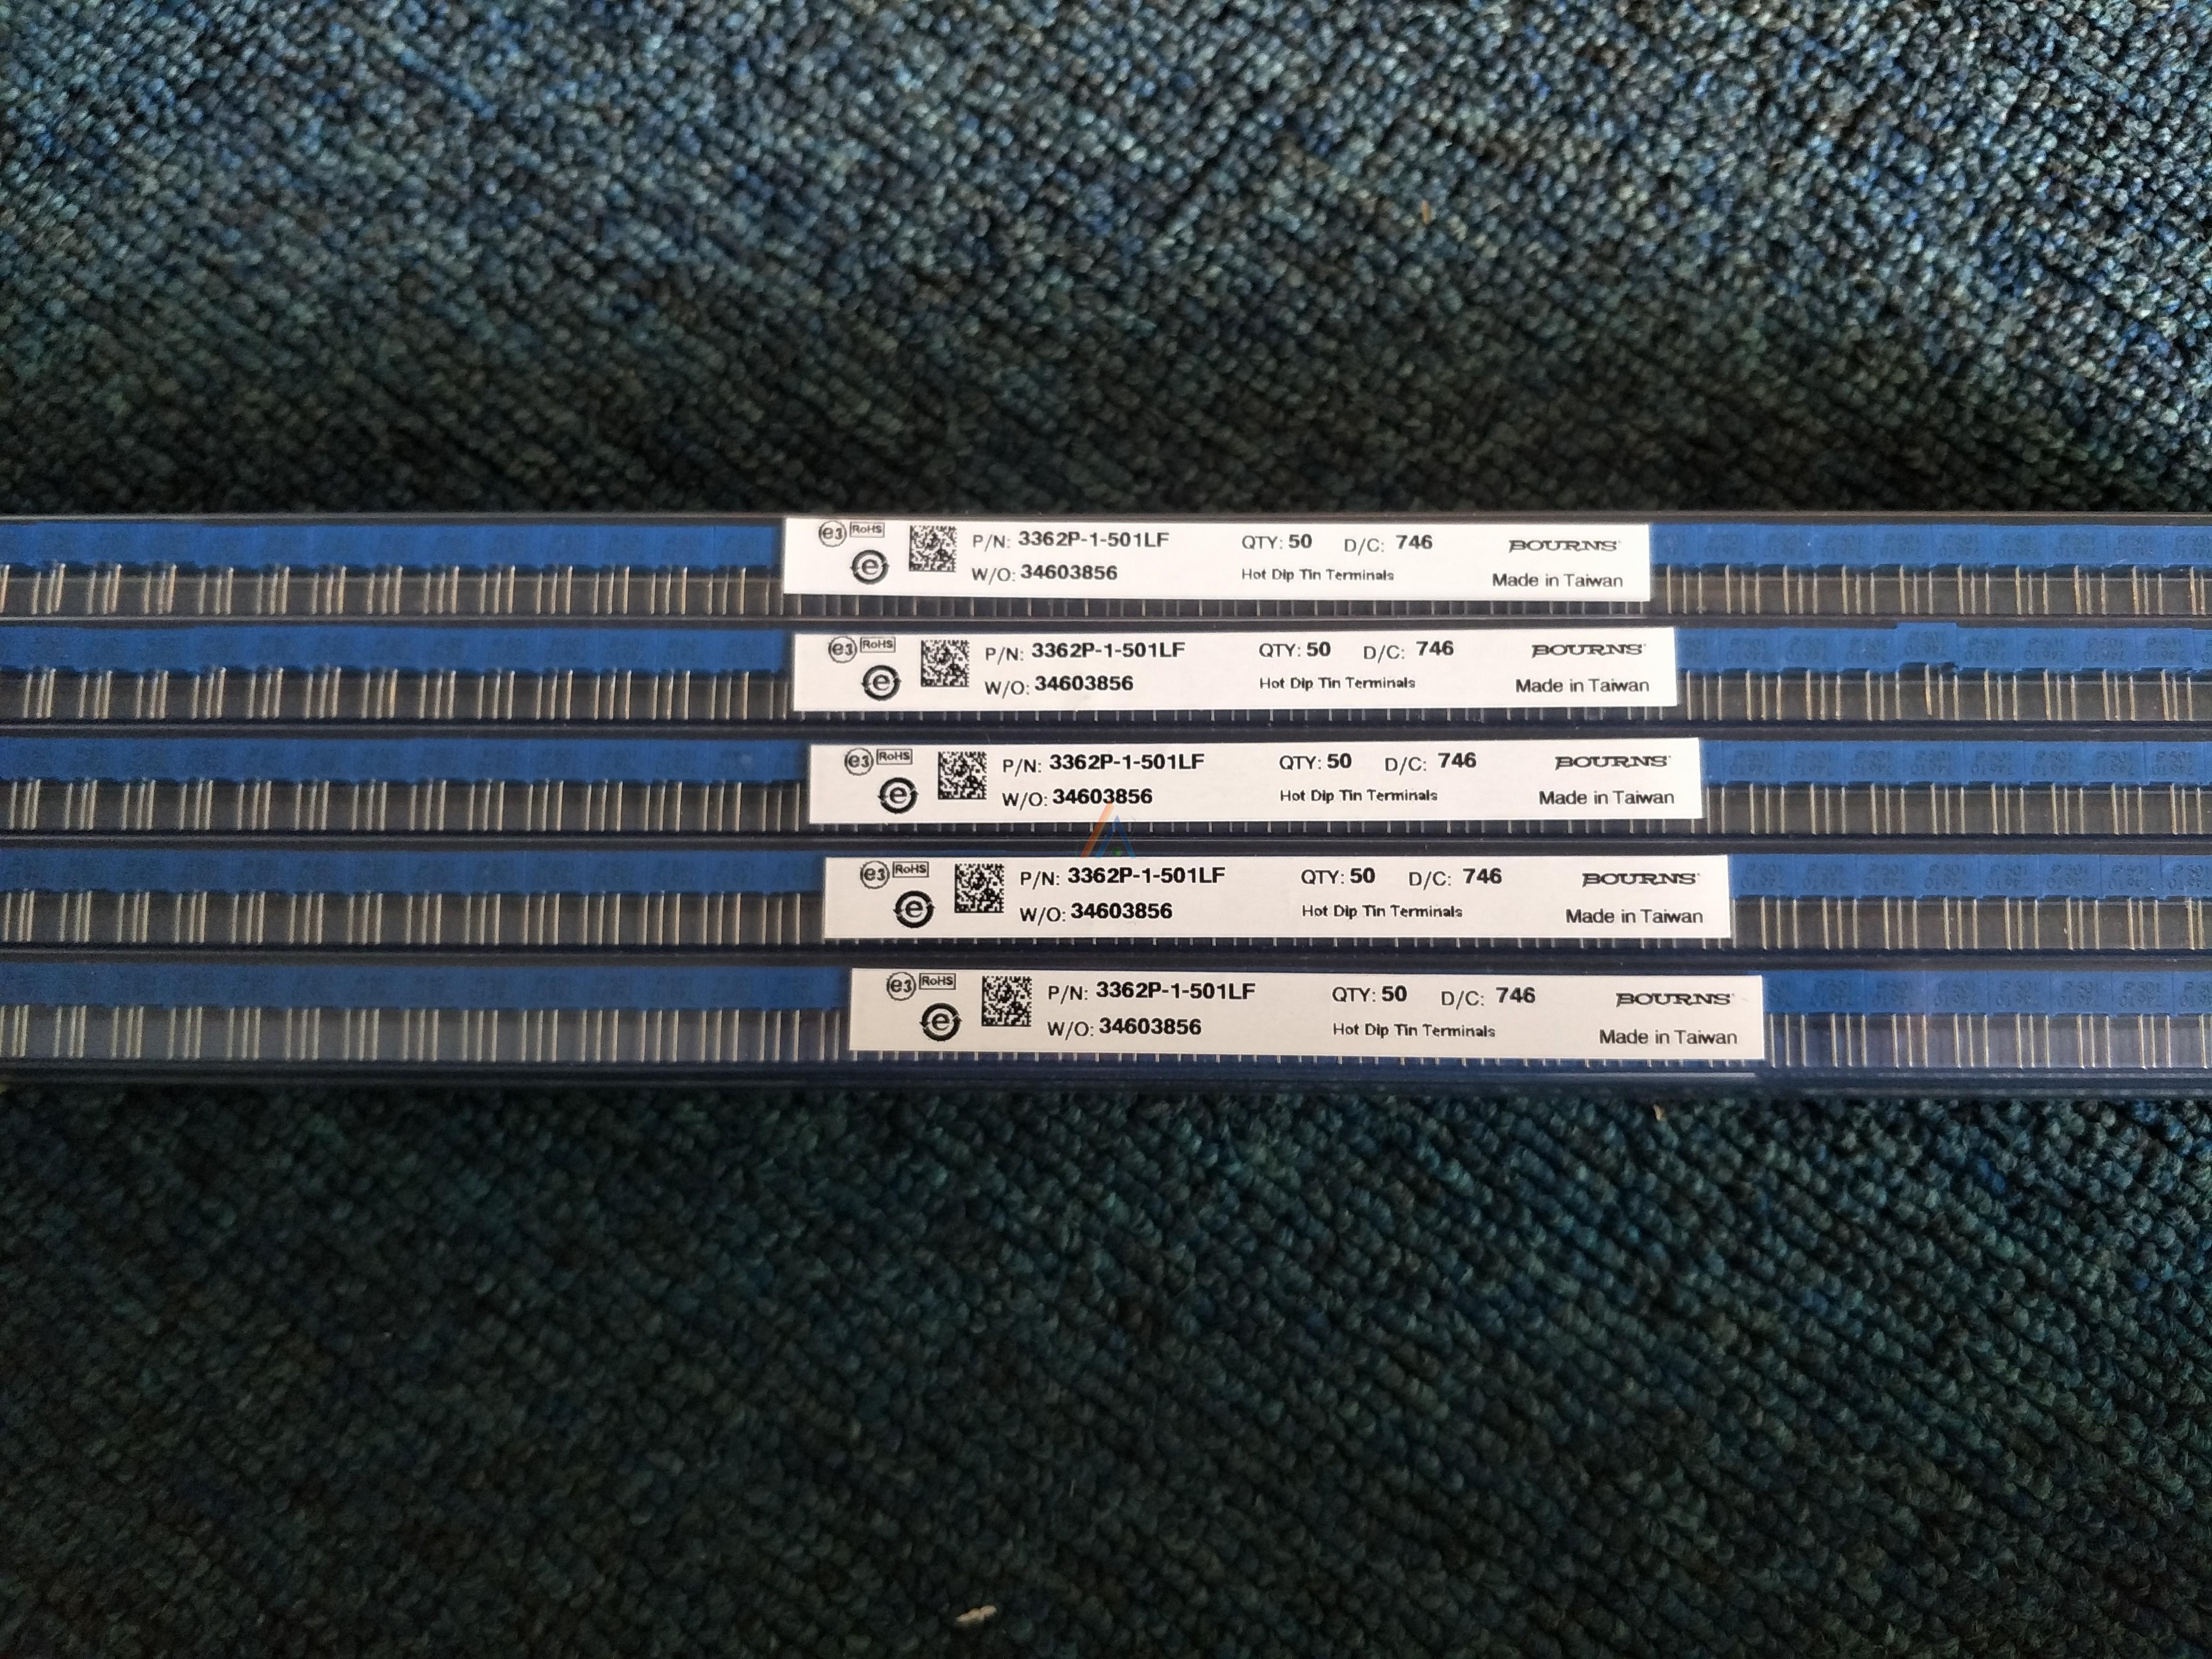 e3 RoHS
P/N: 3362P-1-501LF QTY: 50 D/C: 746 BOURNS
e
W/O: 34603856 Hot Dip Tin Terminals Made in Taiwan
e3 RoHS
P/N: 3362P-1-501LF QTY: 50 D/C: 746 BOURNS
e
W/O: 34603856 Hot Dip Tin Terminals Made in Taiwan
e3 RoHS
P/N: 3362P-1-501LF QTY: 50 D/C: 746 BOURNS
e
W/O: 34603856 Hot Dip Tin Terminals Made in Taiwan
e3 RoHS
P/N: 3362P-1-501LF QTY: 50 D/C: 746 BOURNS
e
W/O: 34603856 Hot Dip Tin Terminals Made in Taiwan
e3 RoHS
P/N: 3362P-1-501LF QTY: 50 D/C: 746 BOURNS
e
W/O: 34603856 Hot Dip Tin Terminals Made in Taiwan